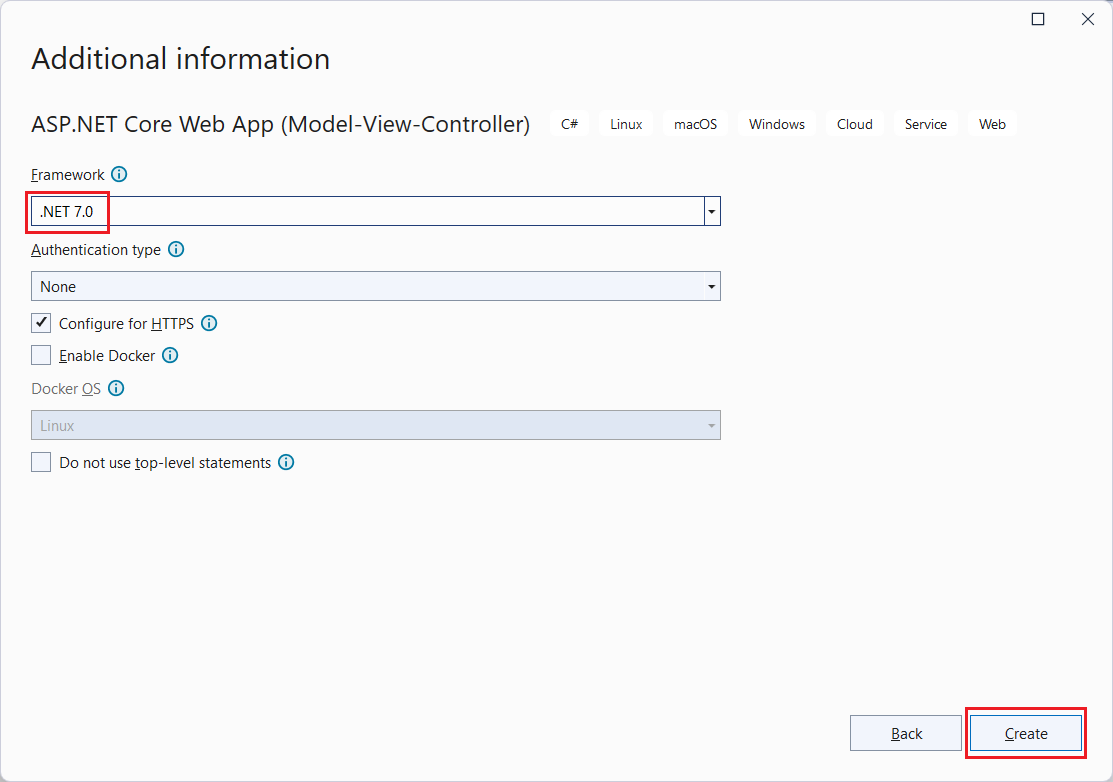 Additional information
ASP.NET Core Web App (Model-View-Controller) C# Linux macOS Windows Cloud Service Web
Framework
.NET 7.0
Authentication type
None
Configure for HTTPS
Enable Docker
Docker OS
Linux
Do not use top-level statements
Back Create